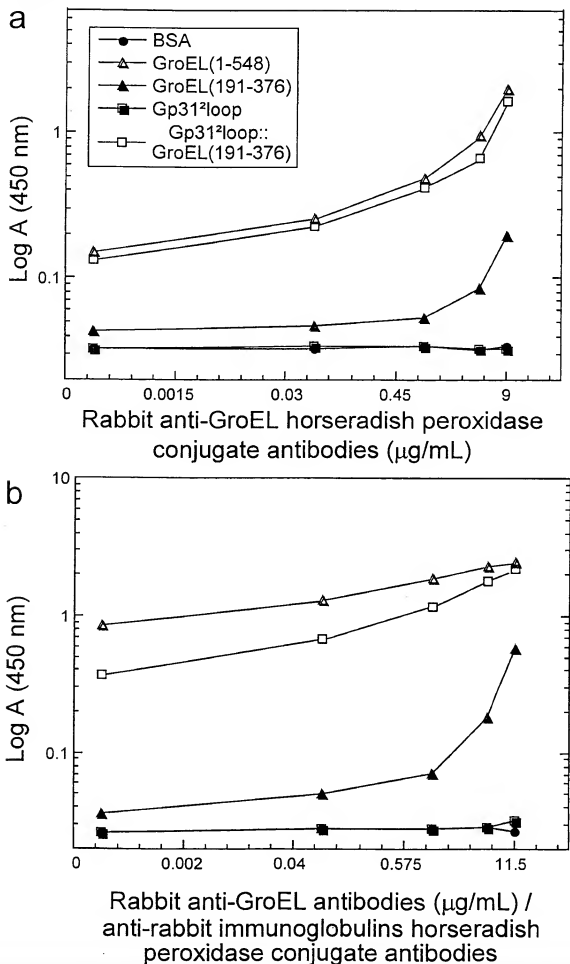 a
BSA
GroEL(1-548)
GroEL(191-376)
Gp31²loop
Gp31²loop::
GroEL(191-376)
Log A (450 nm)
1
0.1
0 0.0015 0.03 0.45 9
Rabbit anti-GroEL horseradish peroxidase
conjugate antibodies (µg/mL)
b
Log A (450 nm)
10
1
0.1
0 0.002 0.04 0.575 11.5
Rabbit anti-GroEL antibodies (µg/mL) /
anti-rabbit immunoglobulins horseradish
peroxidase conjugate antibodies